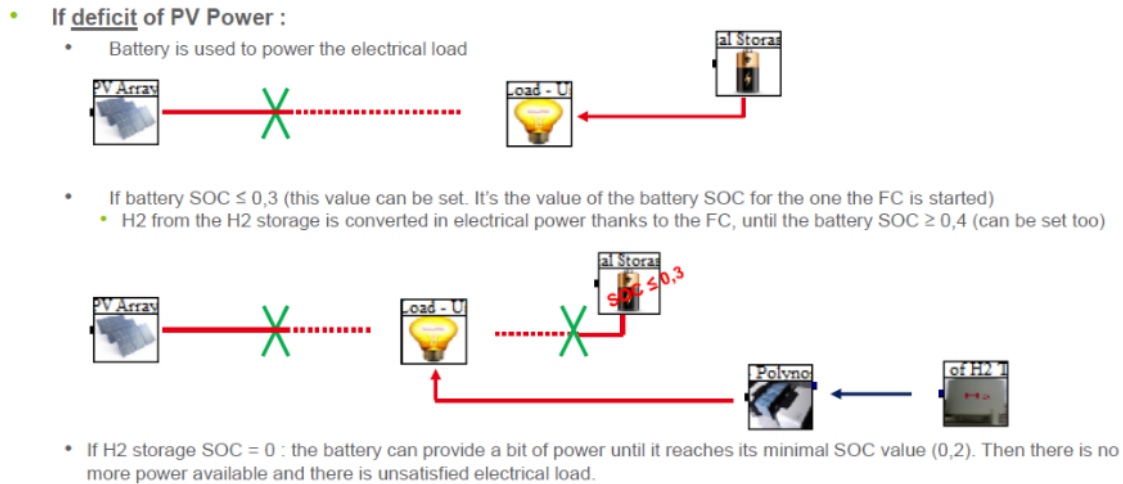 If deficit of PV Power :
Battery is used to power the electrical load
al Storag
PV Array
Load - U
If battery SOC ≤ 0,3 (this value can be set. It's the value of the battery SOC for the one the FC is started)
H2 from the H2 storage is converted in electrical power thanks to the FC, until the battery SOC ≥ 0,4 (can be set too)
al Storag
SOC ≤ 0,3
PV Array
Load - U
Polyno
of H2 T
If H2 storage SOC = 0 : the battery can provide a bit of power until it reaches its minimal SOC value (0,2). Then there is no
more power available and there is unsatisfied electrical load.